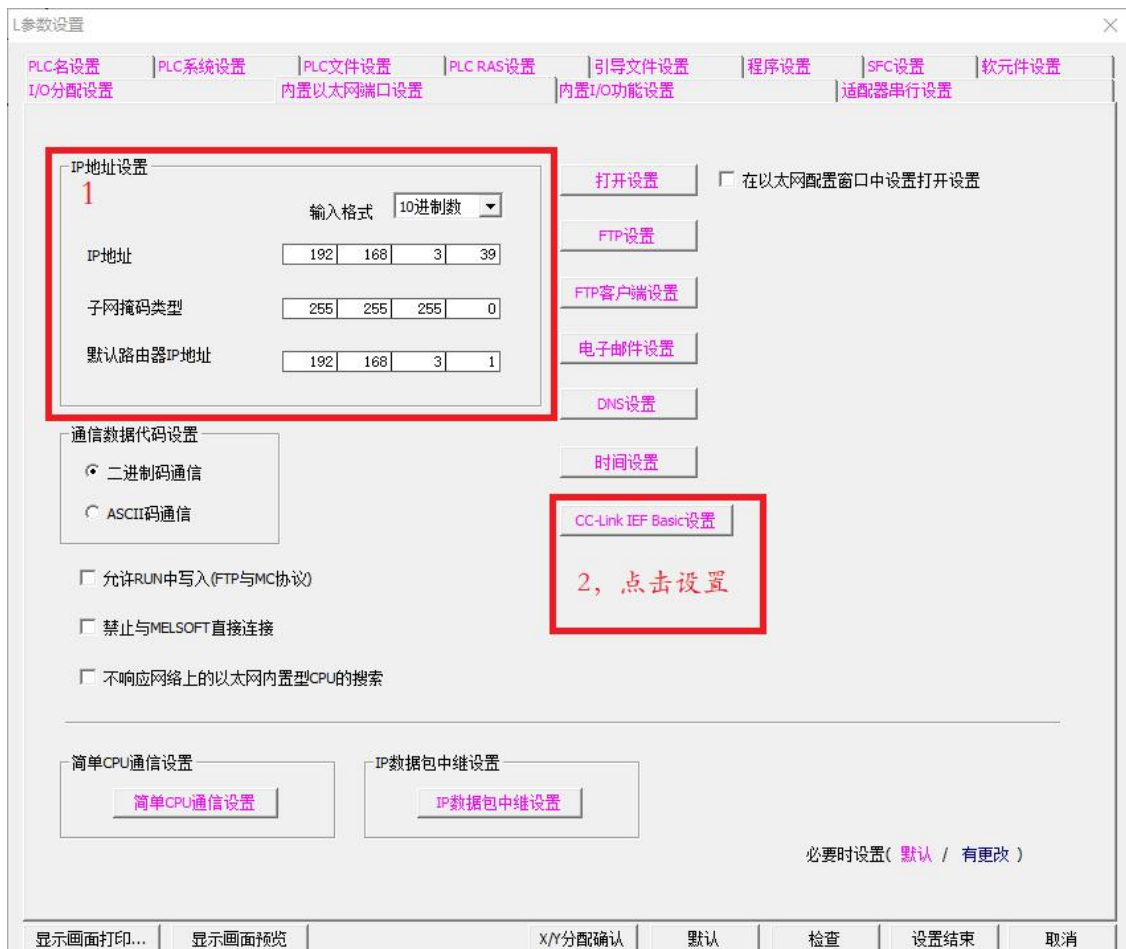 L参数设置
PLC名设置 PLC系统设置 PLC文件设置 PLC RAS设置 引导文件设置 程序设置 SFC设置 软元件设置
I/O分配设置 内置以太网端口设置 内置I/O功能设置 适配器串行设置
IP地址设置
1
输入格式 10进制数
IP地址 192 168 3 39
子网掩码类型 255 255 255 0
默认路由器IP地址 192 168 3 1
打开设置 在以太网配置窗口中设置打开设置
FTP设置
FTP客户端设置
电子邮件设置
DNS设置
时间设置
CC-Link IEF Basic设置
2，点击设置
通信数据代码设置
二进制码通信
ASCII码通信
允许RUN中写入(FTP与MC协议)
禁止与MELSOFT直接连接
不响应网络上的以太网内置型CPU的搜索
简单CPU通信设置 IP数据包中继设置
简单CPU通信设置 IP数据包中继设置
必要时设置( 默认 / 有更改 )
显示画面打印... 显示画面预览 X/Y分配确认 默认 检查 设置结束 取消